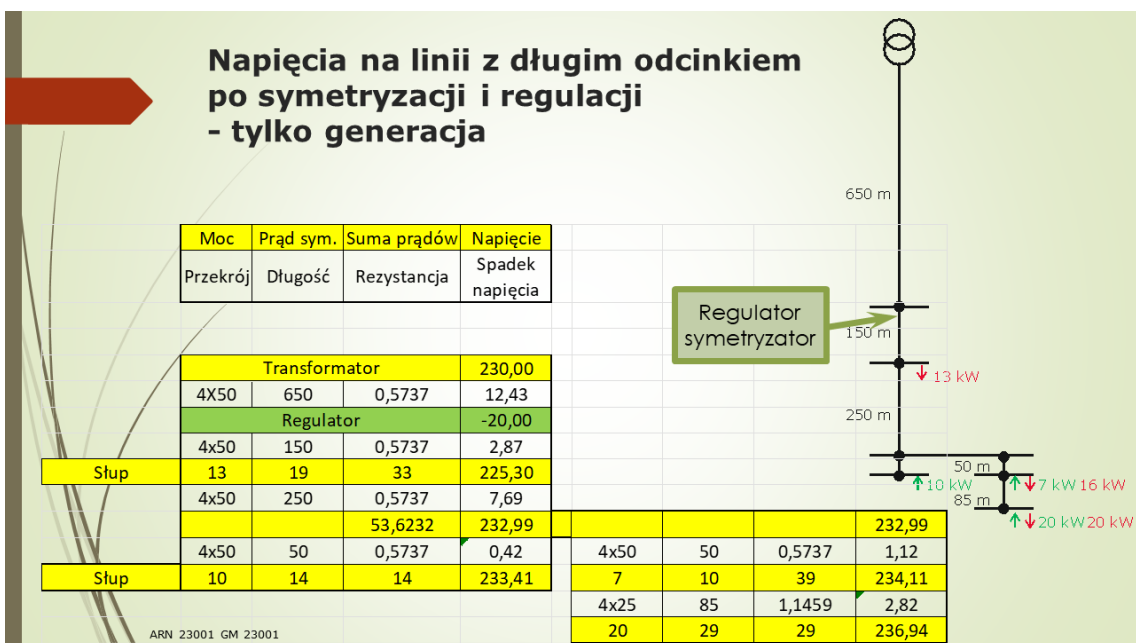 Napięcia na linii z długim odcinkiem
po symetryzacji i regulacji
- tylko generacja
650 m
Moc Prąd sym. Suma prądów Napięcie
Przekrój Długość Rezystancja Spadek napięcia
Regulator
symetryzator
150 m
Transformator 230,00
13 kW
4X50 650 0,5737 12,43
Regulator -20,00
250 m
4x50 150 0,5737 2,87
Słup 13 19 33 225,30
4x50 250 0,5737 7,69
50 m
10 kW 7 kW 16 kW
85 m
20 kW 20 kW
53,6232 232,99 232,99
4x50 50 0,5737 0,42 4x50 50 0,5737 1,12
Słup 10 14 14 233,41 7 10 39 234,11
4x25 85 1,1459 2,82
20 29 29 236,94
ARN 23001 GM 23001